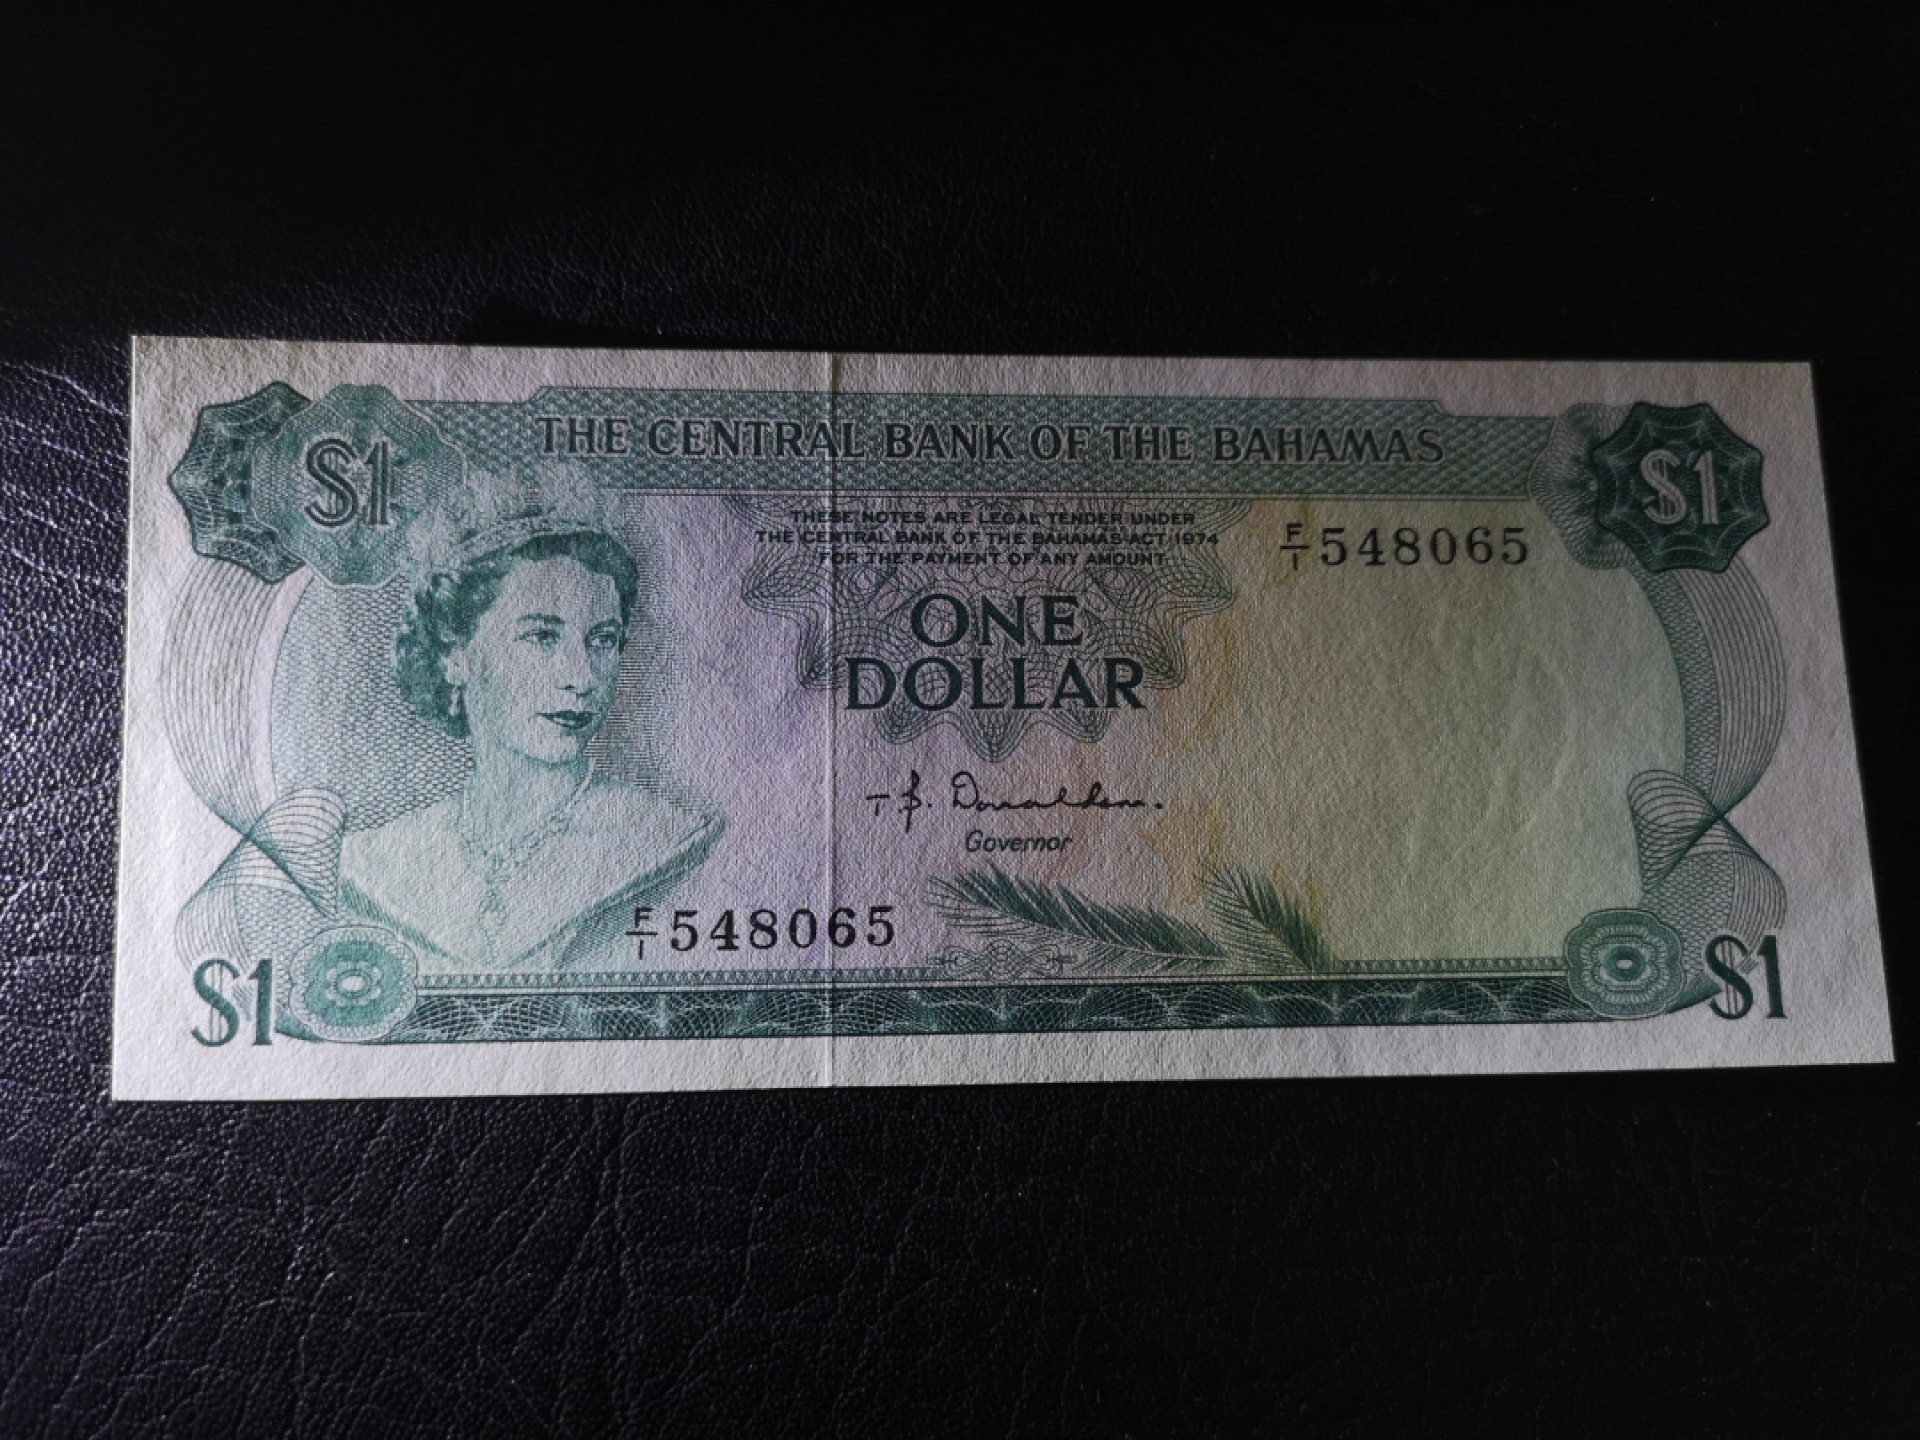 $1
THE CENTRAL BANK OF THE BAHAMAS
$1
THESE NOTES ARE LEGAL TENDER UNDER
THE CENTRAL BANK OF THE BAHAMAS ACT 1974
FOR THE PAYMENT OF ANY AMOUNT
F/1 548065
ONE
DOLLAR
T B. Donaldson.
Governor
F/1 548065
$1
$1